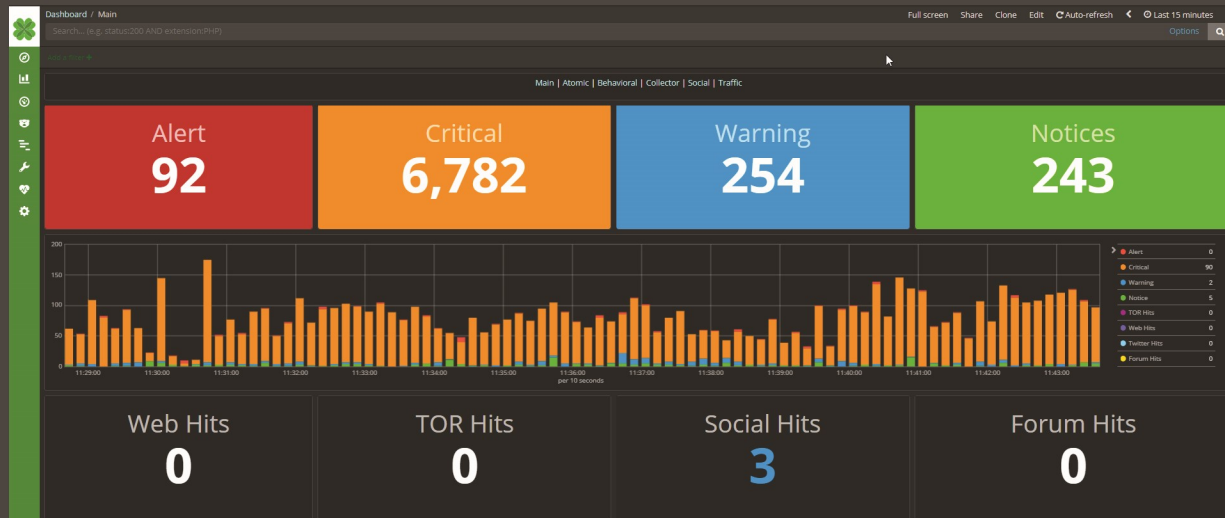 Dashboard / Main
Full screen Share Clone Edit Auto-refresh Last 15 minutes
Search... (e.g. status:200 AND extension:PHP)
Options
Add a filter +
Main | Atomic | Behavioral | Collector | Social | Traffic
Alert
92
Critical
6,782
Warning
254
Notices
243
200
150
100
50
0
11:29:00 11:30:00 11:31:00 11:32:00 11:33:00 11:34:00 11:35:00 11:36:00 11:37:00 11:38:00 11:39:00 11:40:00 11:41:00 11:42:00 11:43:00
per 10 seconds
Alert 0
Critical 90
Warning 2
Notice 5
TOR Hits 0
Web Hits 0
Twitter Hits 0
Forum Hits 0
Web Hits
0
TOR Hits
0
Social Hits
3
Forum Hits
0